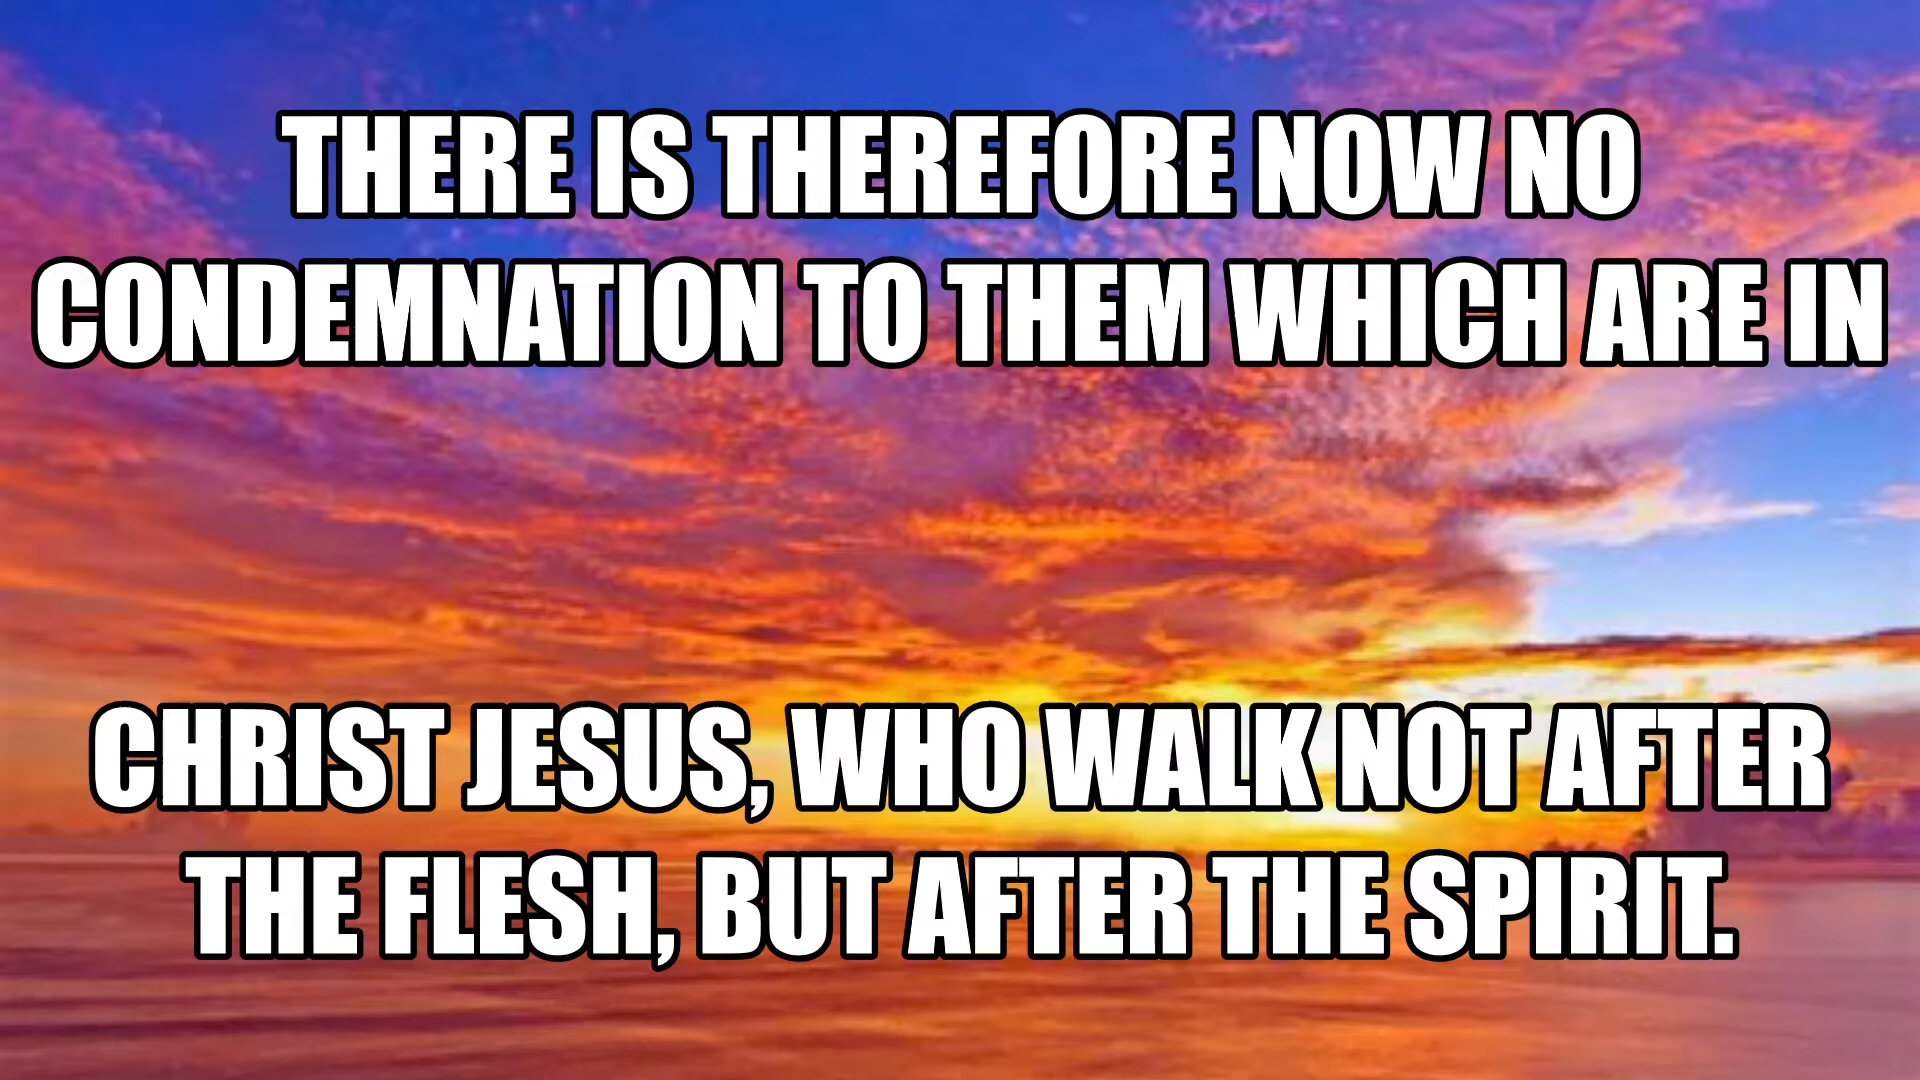 THERE IS THEREFORE NOW NO
CONDEMNATION TO THEM WHICH ARE IN
CHRIST JESUS, WHO WALK NOT AFTER
THE FLESH, BUT AFTER THE SPIRIT.